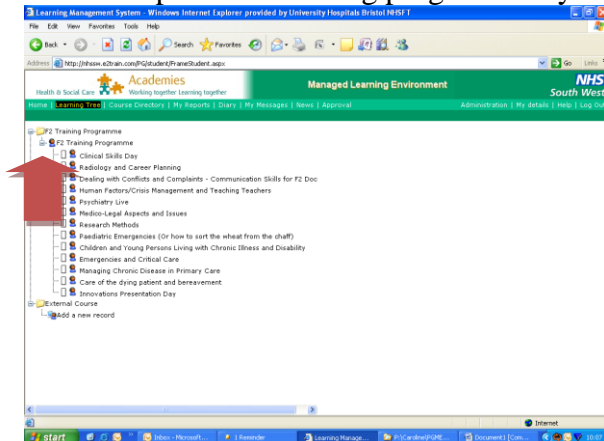 Learning Management System - Windows Internet Explorer provided by University Hospitals Bristol NHSFT
File Edit View Favorites Tools Help
Back Search Favorites
Address http://nhssw.e2train.com/PG/student/FrameStudent.aspx Go Links
Health & Social Care Academies Working together Learning together
Managed Learning Environment
NHS
South West
Home | Learning Tree | Course Directory | My Reports | Diary | My Messages | News | Approval Administration | My details | Help | Log Out
F2 Training Programme
F2 Training Programme
Clinical Skills Day
Radiology and Career Planning
Dealing with Conflicts and Complaints - Communication Skills for F2 Doc
Human Factors/Crisis Management and Teaching Teachers
Psychiatry Live
Medico-Legal Aspects and Issues
Research Methods
Paediatric Emergencies (Or how to sort the wheat from the chaff)
Children and Young Persons Living with Chronic Illness and Disability
Emergencies and Critical Care
Managing Chronic Disease in Primary Care
Care of the dying patient and bereavement
Innovations Presentation Day
External Course
Add a new record
Internet
start Inbox - Microsoft... 1 Reminder Learning Manage... P:\Caroline\PGME... Document1 [Com...